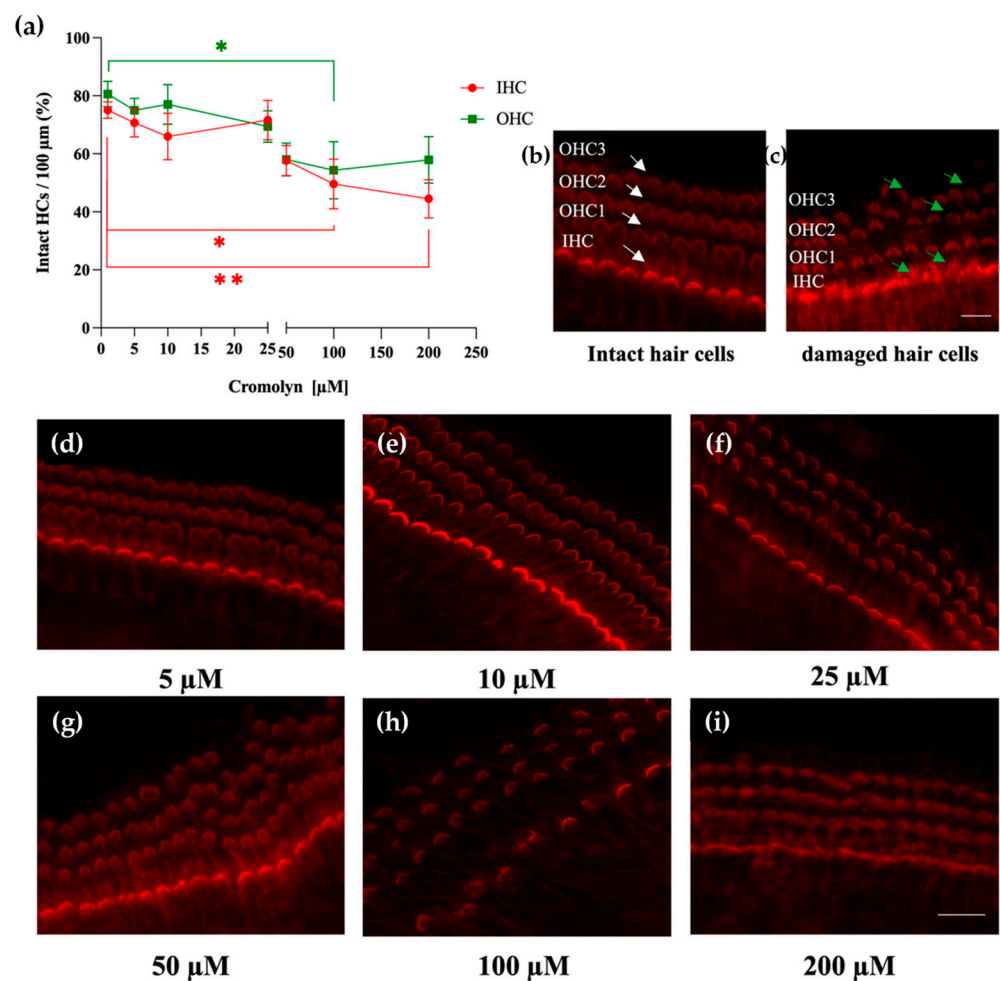 (a)
100
80
60
40
20
0
Intact HCs / 100 μm (%)
*
*
* *
0 5 10 15 20 25 50 100 150 200 250
Cromolyn [μM]
IHC
OHC
(b)
OHC3
OHC2
OHC1
IHC
Intact hair cells
(c)
OHC3
OHC2
OHC1
IHC
damaged hair cells
(d)
5 μM
(e)
10 μM
(f)
25 μM
(g)
50 μM
(h)
100 μM
(i)
200 μM